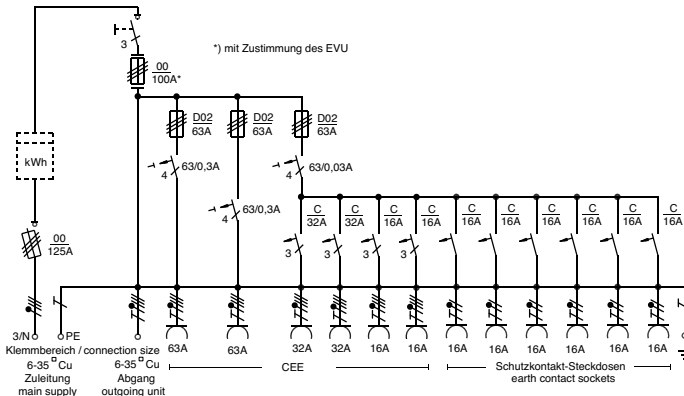 3
*) mit Zustimmung des EVU
00
100A*
D02
63A
D02
63A
D02
63A
kWh
4
63/0,3A
4
63/0,3A
4
63/0,03A
00
125A
C
32A
C
32A
C
16A
C
16A
C
16A
C
16A
C
16A
C
16A
C
16A
C
16A
3
3
3
3
3/N
PE
63A
63A
32A
32A
16A
16A
16A
16A
16A
16A
16A
16A
Klemmbereich / connection size
6-35 □ Cu
6-35 □ Cu
Zuleitung
main supply
Abgang
outgoing unit
CEE
Schutzkontakt-Steckdosen
earth contact sockets